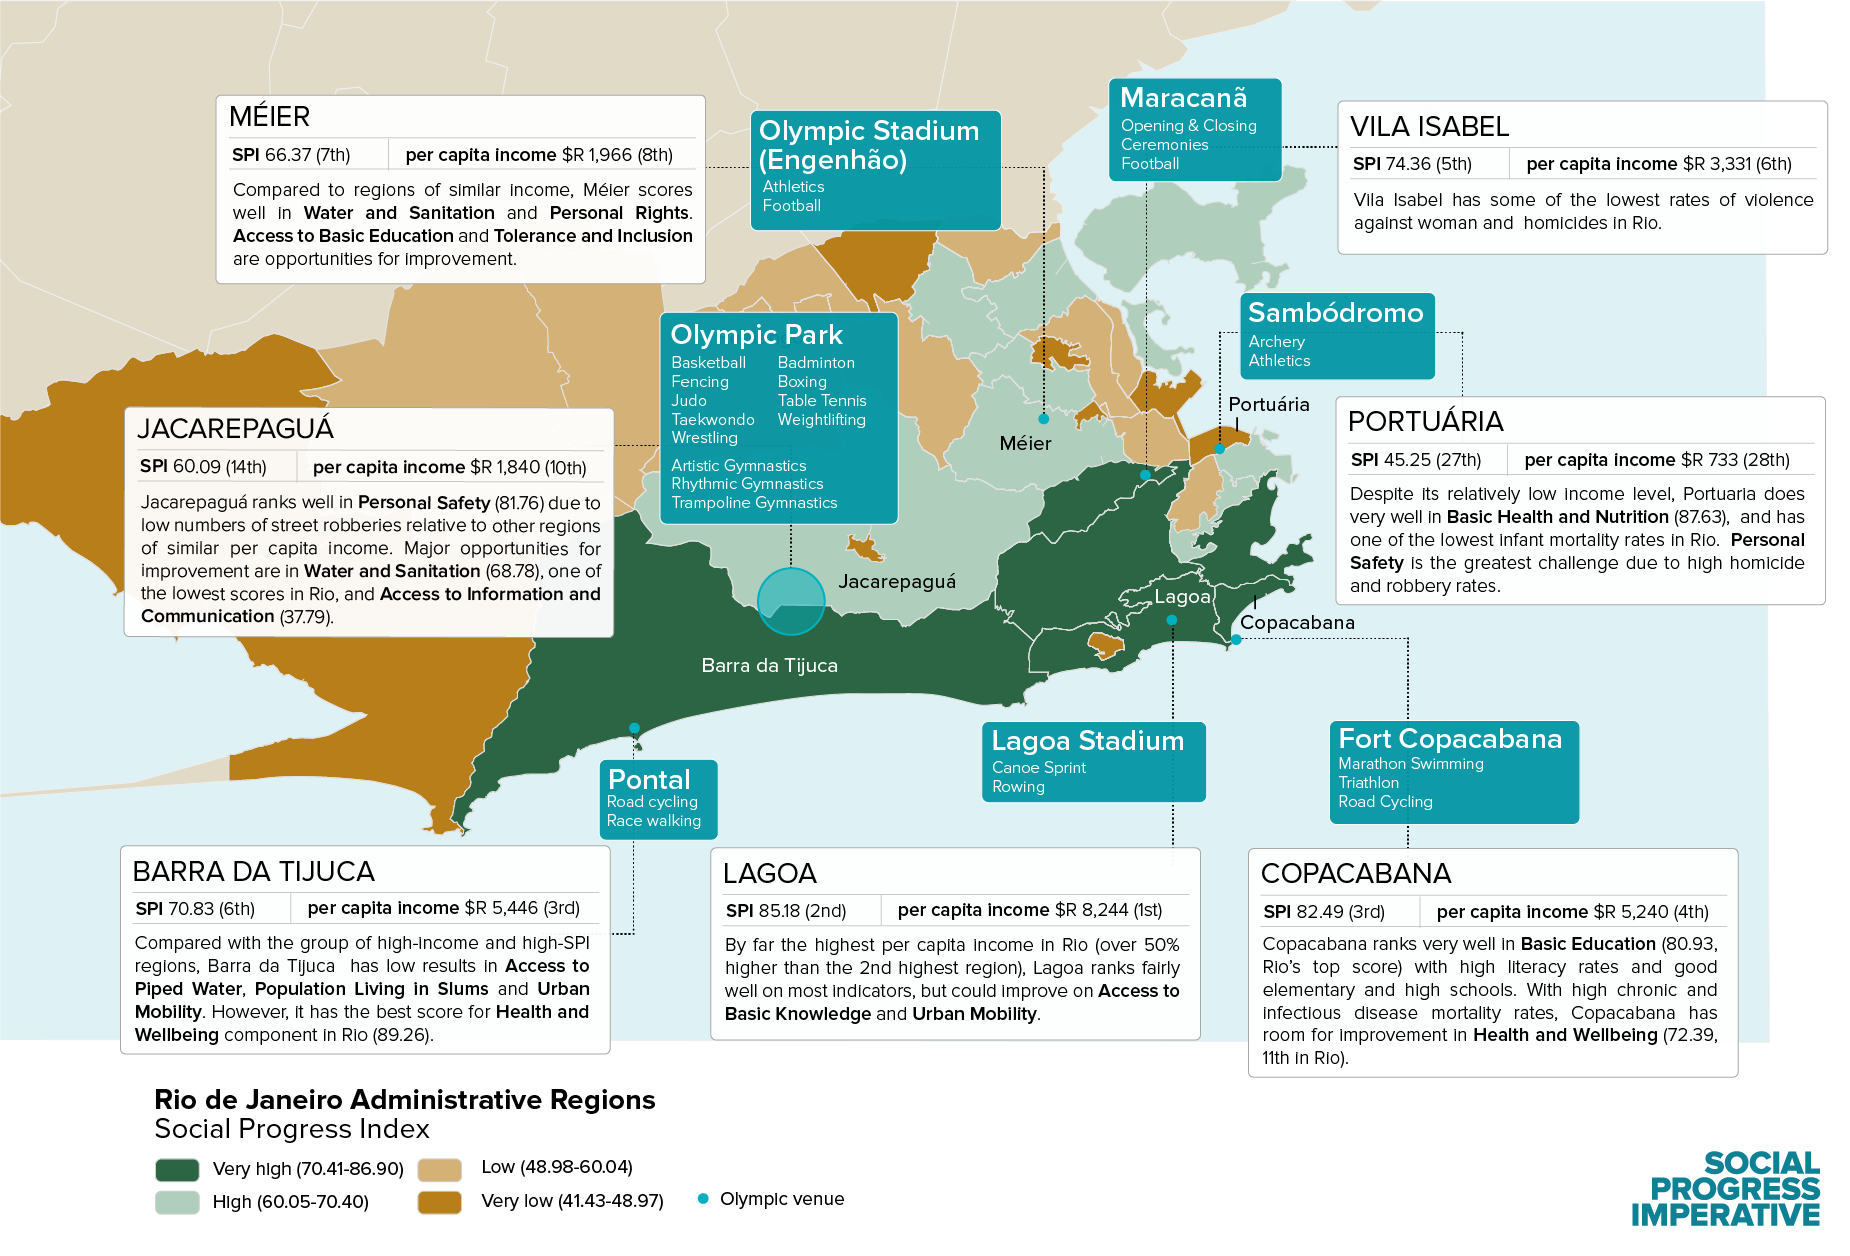 MÉIER
SPI 66.37 (7th)
per capita income $R 1,966 (8th)
Compared to regions of similar income, Méier scores
well in Water and Sanitation and Personal Rights.
Access to Basic Education and Tolerance and Inclusion
are opportunities for improvement.
Olympic Stadium
(Engenhão)
Athletics
Football
Maracanã
Opening & Closing
Ceremonies
Football
VILA ISABEL
SPI 74.36 (5th)
per capita income $R 3,331 (6th)
Vila Isabel has some of the lowest rates of violence
against woman and homicides in Rio.
Olympic Park
Basketball
Fencing
Judo
Taekwondo
Wrestling
Badminton
Boxing
Table Tennis
Weightlifting
Artistic Gymnastics
Rhythmic Gymnastics
Trampoline Gymnastics
Sambódromo
Archery
Athletics
Portuária
Méier
JACAREPAGUÁ
SPI 60.09 (14th)
per capita income $R 1,840 (10th)
Jacarepaguá ranks well in Personal Safety (81.76) due to
low numbers of street robberies relative to other regions
of similar per capita income. Major opportunities for
improvement are in Water and Sanitation (68.78), one of
the lowest scores in Rio, and Access to Information and
Communication (37.79).
PORTUÁRIA
SPI 45.25 (27th)
per capita income $R 733 (28th)
Despite its relatively low income level, Portuaria does
very well in Basic Health and Nutrition (87.63), and has
one of the lowest infant mortality rates in Rio. Personal
Safety is the greatest challenge due to high homicide
and robbery rates.
Jacarepaguá
Lagoa
Copacabana
Barra da Tijuca
Pontal
Road cycling
Race walking
Lagoa Stadium
Canoe Sprint
Rowing
Fort Copacabana
Marathon Swimming
Triathlon
Road Cycling
BARRA DA TIJUCA
SPI 70.83 (6th)
per capita income $R 5,446 (3rd)
Compared with the group of high-income and high-SPI
regions, Barra da Tijuca has low results in Access to
Piped Water, Population Living in Slums and Urban
Mobility. However, it has the best score for Health and
Wellbeing component in Rio (89.26).
LAGOA
SPI 85.18 (2nd)
per capita income $R 8,244 (1st)
By far the highest per capita income in Rio (over 50%
higher than the 2nd highest region), Lagoa ranks fairly
well on most indicators, but could improve on Access to
Basic Knowledge and Urban Mobility.
COPACABANA
SPI 82.49 (3rd)
per capita income $R 5,240 (4th)
Copacabana ranks very well in Basic Education (80.93,
Rio's top score) with high literacy rates and good
elementary and high schools. With high chronic and
infectious disease mortality rates, Copacabana has
room for improvement in Health and Wellbeing (72.39,
11th in Rio).
Rio de Janeiro Administrative Regions
Social Progress Index
Very high (70.41-86.90)
High (60.05-70.40)
Low (48.98-60.04)
Very low (41.43-48.97)
Olympic venue
SOCIAL
PROGRESS
IMPERATIVE